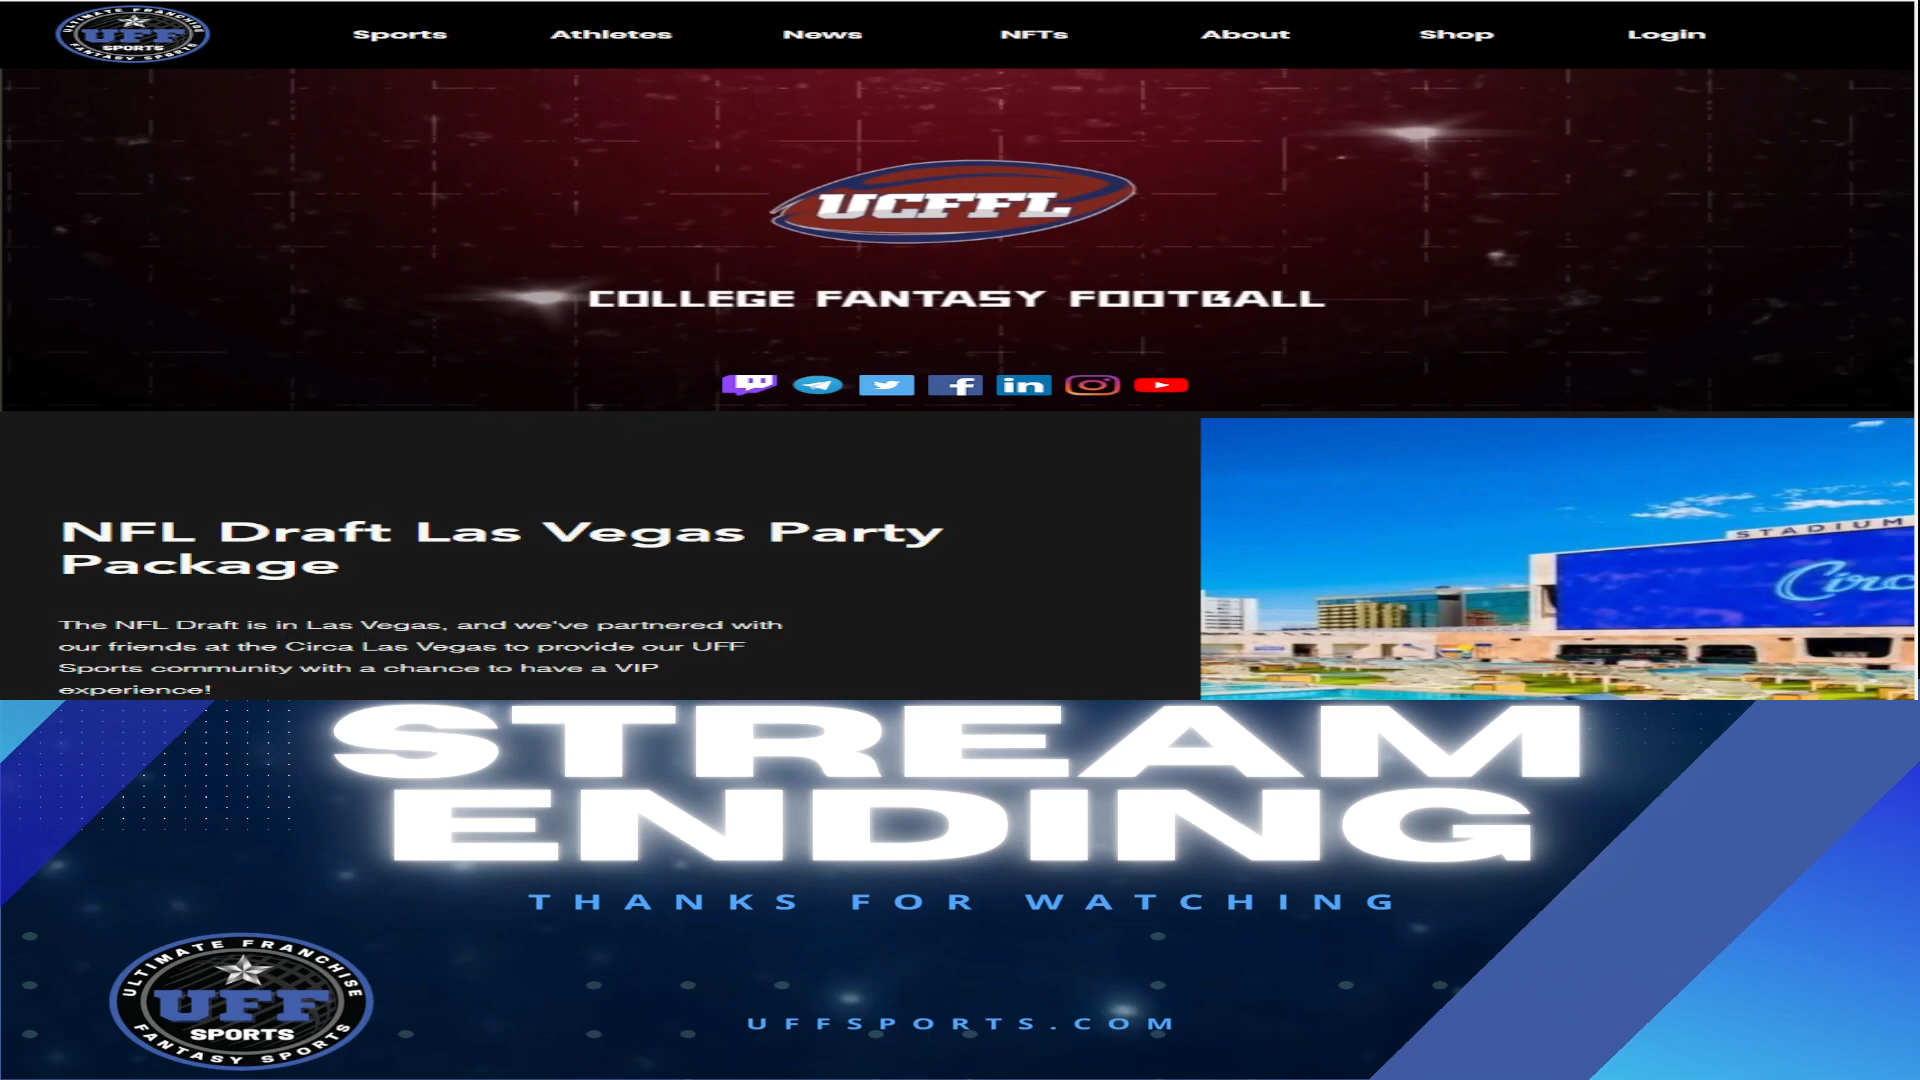 ULTIMATE FRANCHISE
UFF
SPORTS
FANTASY SPORTS
Sports
Athletes
News
NFTs
About
Shop
Login
UCFFL
COLLEGE FANTASY FOOTBALL
in
NFL Draft Las Vegas Party
Package
The NFL Draft is in Las Vegas, and we've partnered with
our friends at the Circa Las Vegas to provide our UFF
Sports community with a chance to have a VIP
experience!
STADIUM
Circ
STREAM
ENDING
THANKS FOR WATCHING
ULTIMATE FRANCHISE
UFF
SPORTS
FANTASY SPORTS
UFFSPORTS.COM